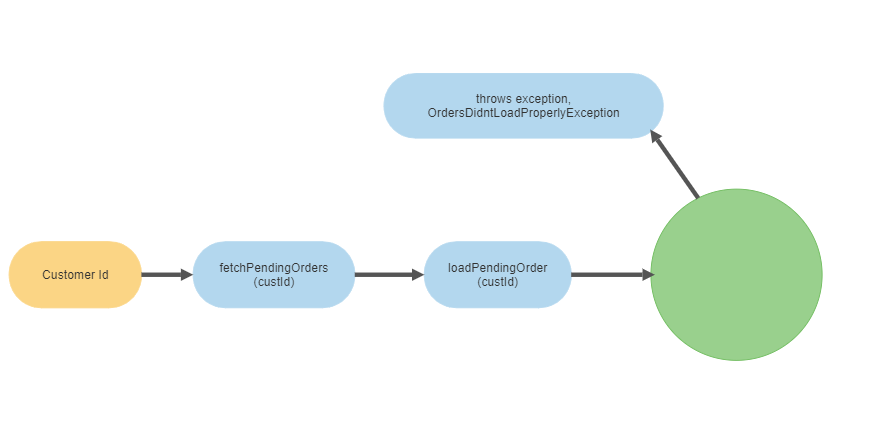 throws exception,
OrdersDidntLoadProperlyException
Customer Id
fetchPendingOrders
(custId)
loadPendingOrder
(custId)